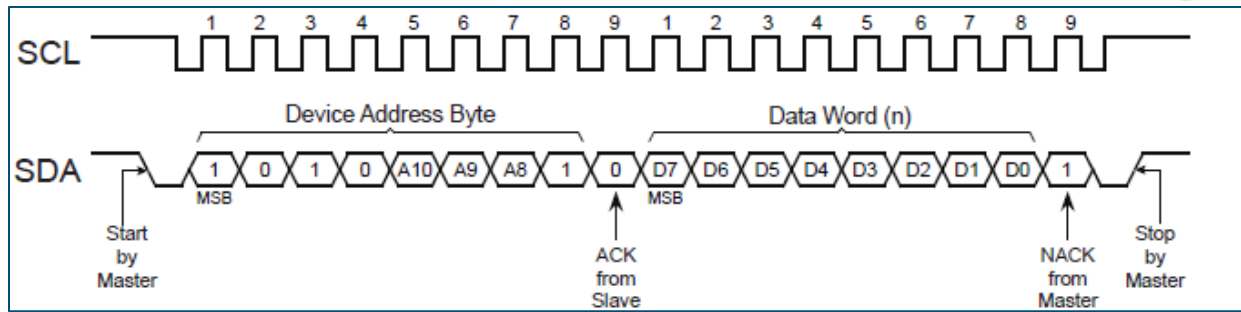 1 2 3 4 5 6 7 8 9 1 2 3 4 5 6 7 8 9
SCL
Device Address Byte Data Word (n)
SDA 1 0 1 0 A10 A9 A8 1 0 D7 D6 D5 D4 D3 D2 D1 D0 1
MSB MSB
Start
by
Master
ACK
from
Slave
NACK
from
Master
Stop
by
Master